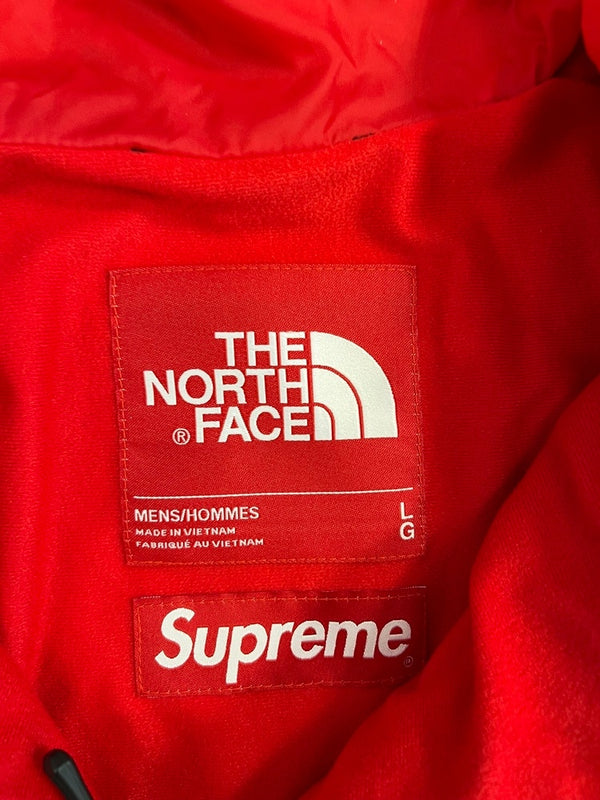 THE
NORTH
® FACE
MENS/HOMMES L
MADE IN VIETNAM G
FABRIQUÉ AU VIETNAM
Supreme®